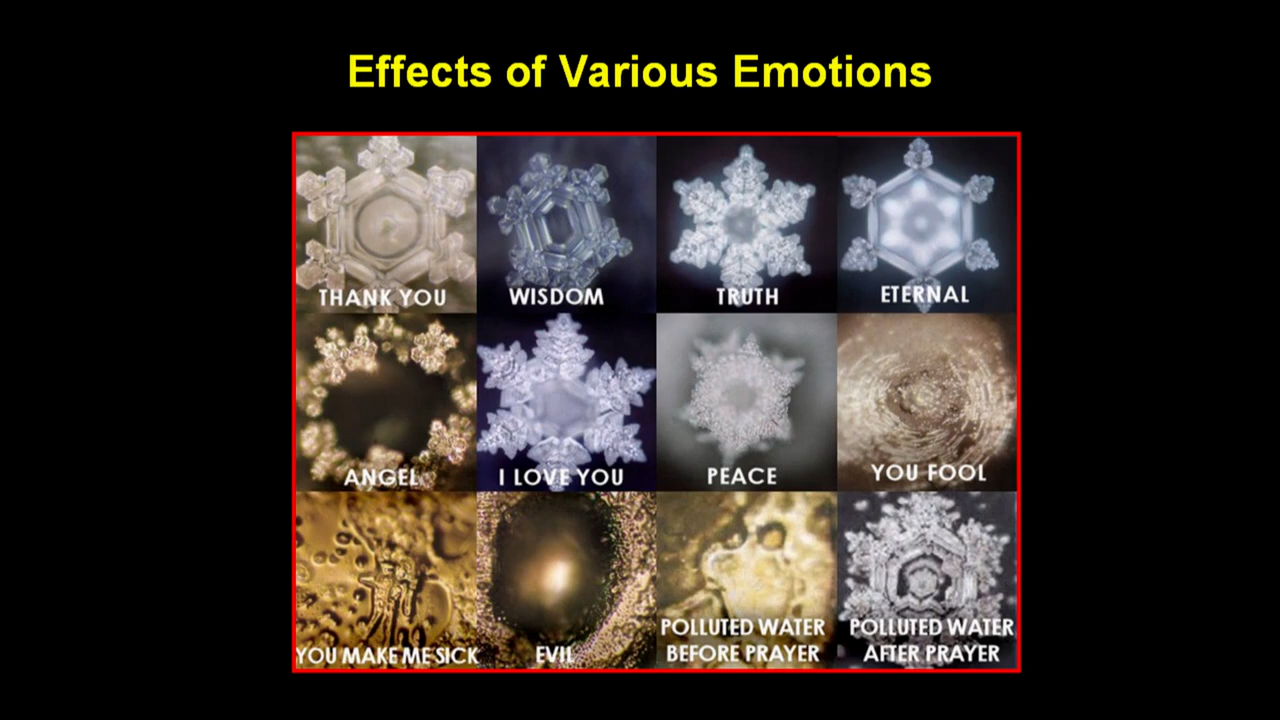 Effects of Various Emotions
THANK YOU
WISDOM
TRUTH
ETERNAL
ANGEL
I LOVE YOU
PEACE
YOU FOOL
YOU MAKE ME SICK
EVIL
POLLUTED WATER
BEFORE PRAYER
POLLUTED WATER
AFTER PRAYER